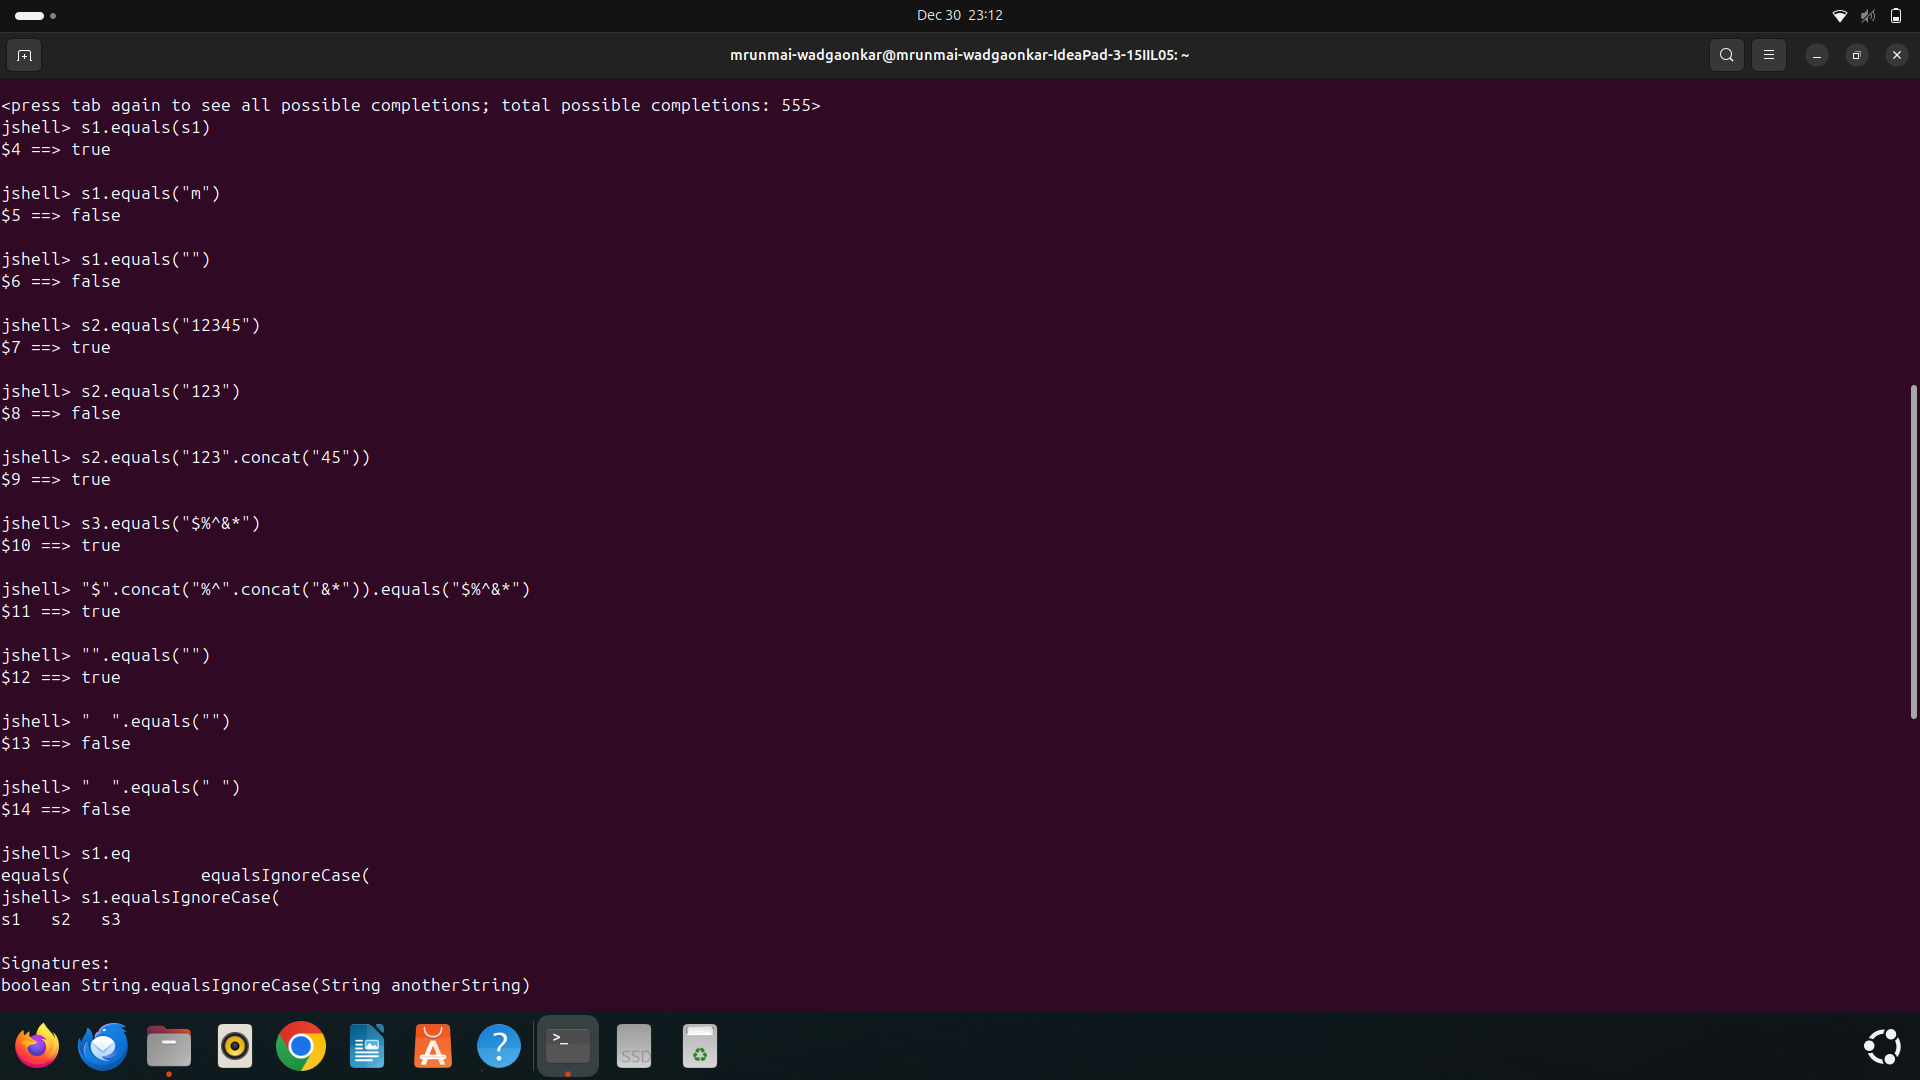 Dec 30 23:12
mrunmai-wadgaonkar@mrunmai-wadgaonkar-IdeaPad-3-15IIL05: ~
<press tab again to see all possible completions; total possible completions: 555>
jshell> s1.equals(s1)
$4 ==> true
jshell> s1.equals("m")
$5 ==> false
jshell> s1.equals("")
$6 ==> false
jshell> s2.equals("12345")
$7 ==> true
jshell> s2.equals("123")
$8 ==> false
jshell> s2.equals("123".concat("45"))
$9 ==> true
jshell> s3.equals("$%^&*")
$10 ==> true
jshell> "$".concat("%^".concat("&*")).equals("$%^&*")
$11 ==> true
jshell> "".equals("")
$12 ==> true
jshell> "  ".equals("")
$13 ==> false
jshell> "  ".equals(" ")
$14 ==> false
jshell> s1.eq
equals(             equalsIgnoreCase(
jshell> s1.equalsIgnoreCase(
s1   s2   s3
Signatures:
boolean String.equalsIgnoreCase(String anotherString)
>_
SSD